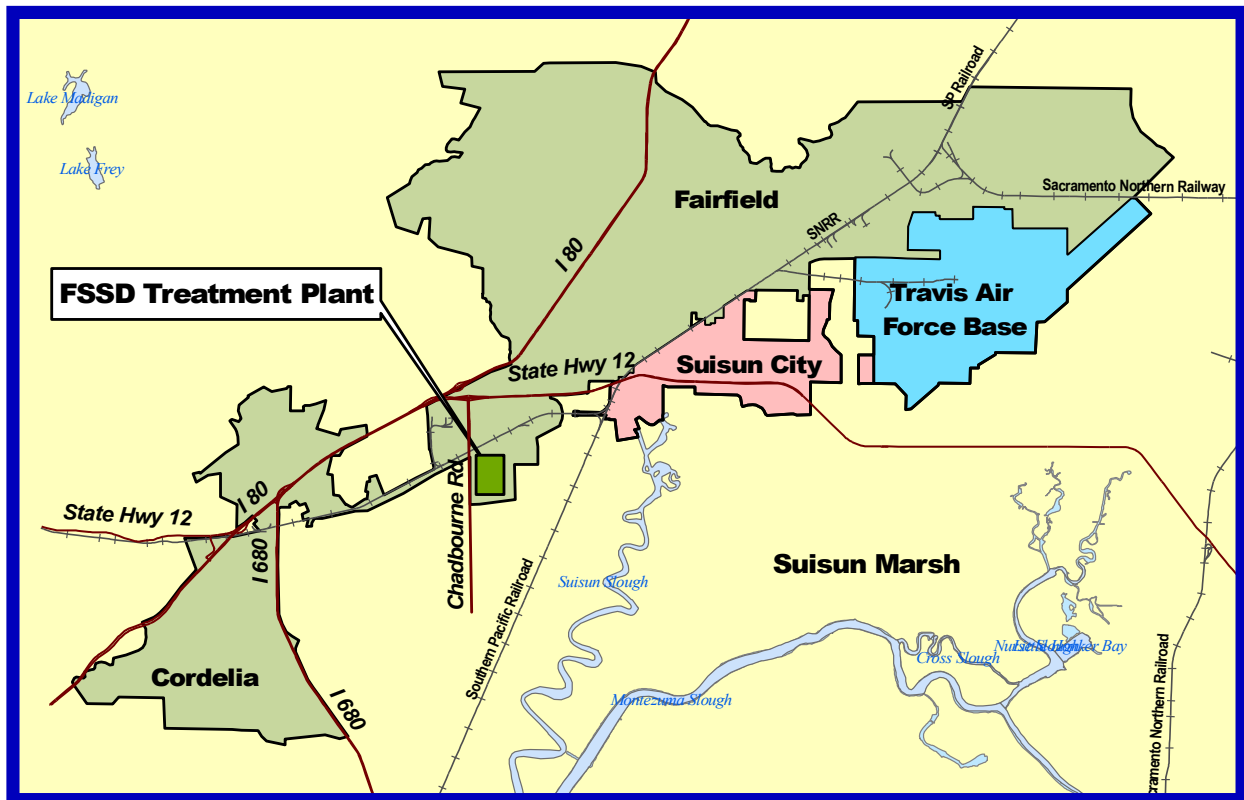 SP Railroad
Lake Madigan
Lake Frey
Sacramento Northern Railway
Fairfield
SNRR
I 80
FSSD Treatment Plant
Travis Air
Force Base
State Hwy 12
Suisun City
I 80
State Hwy 12
Chadbourne Rd
I 680
Suisun Marsh
Suisun Slough
Southern Pacific Railroad
Cross Slough
Cordelia
Montezuma Slough
I 680
ramento Northern Railroad